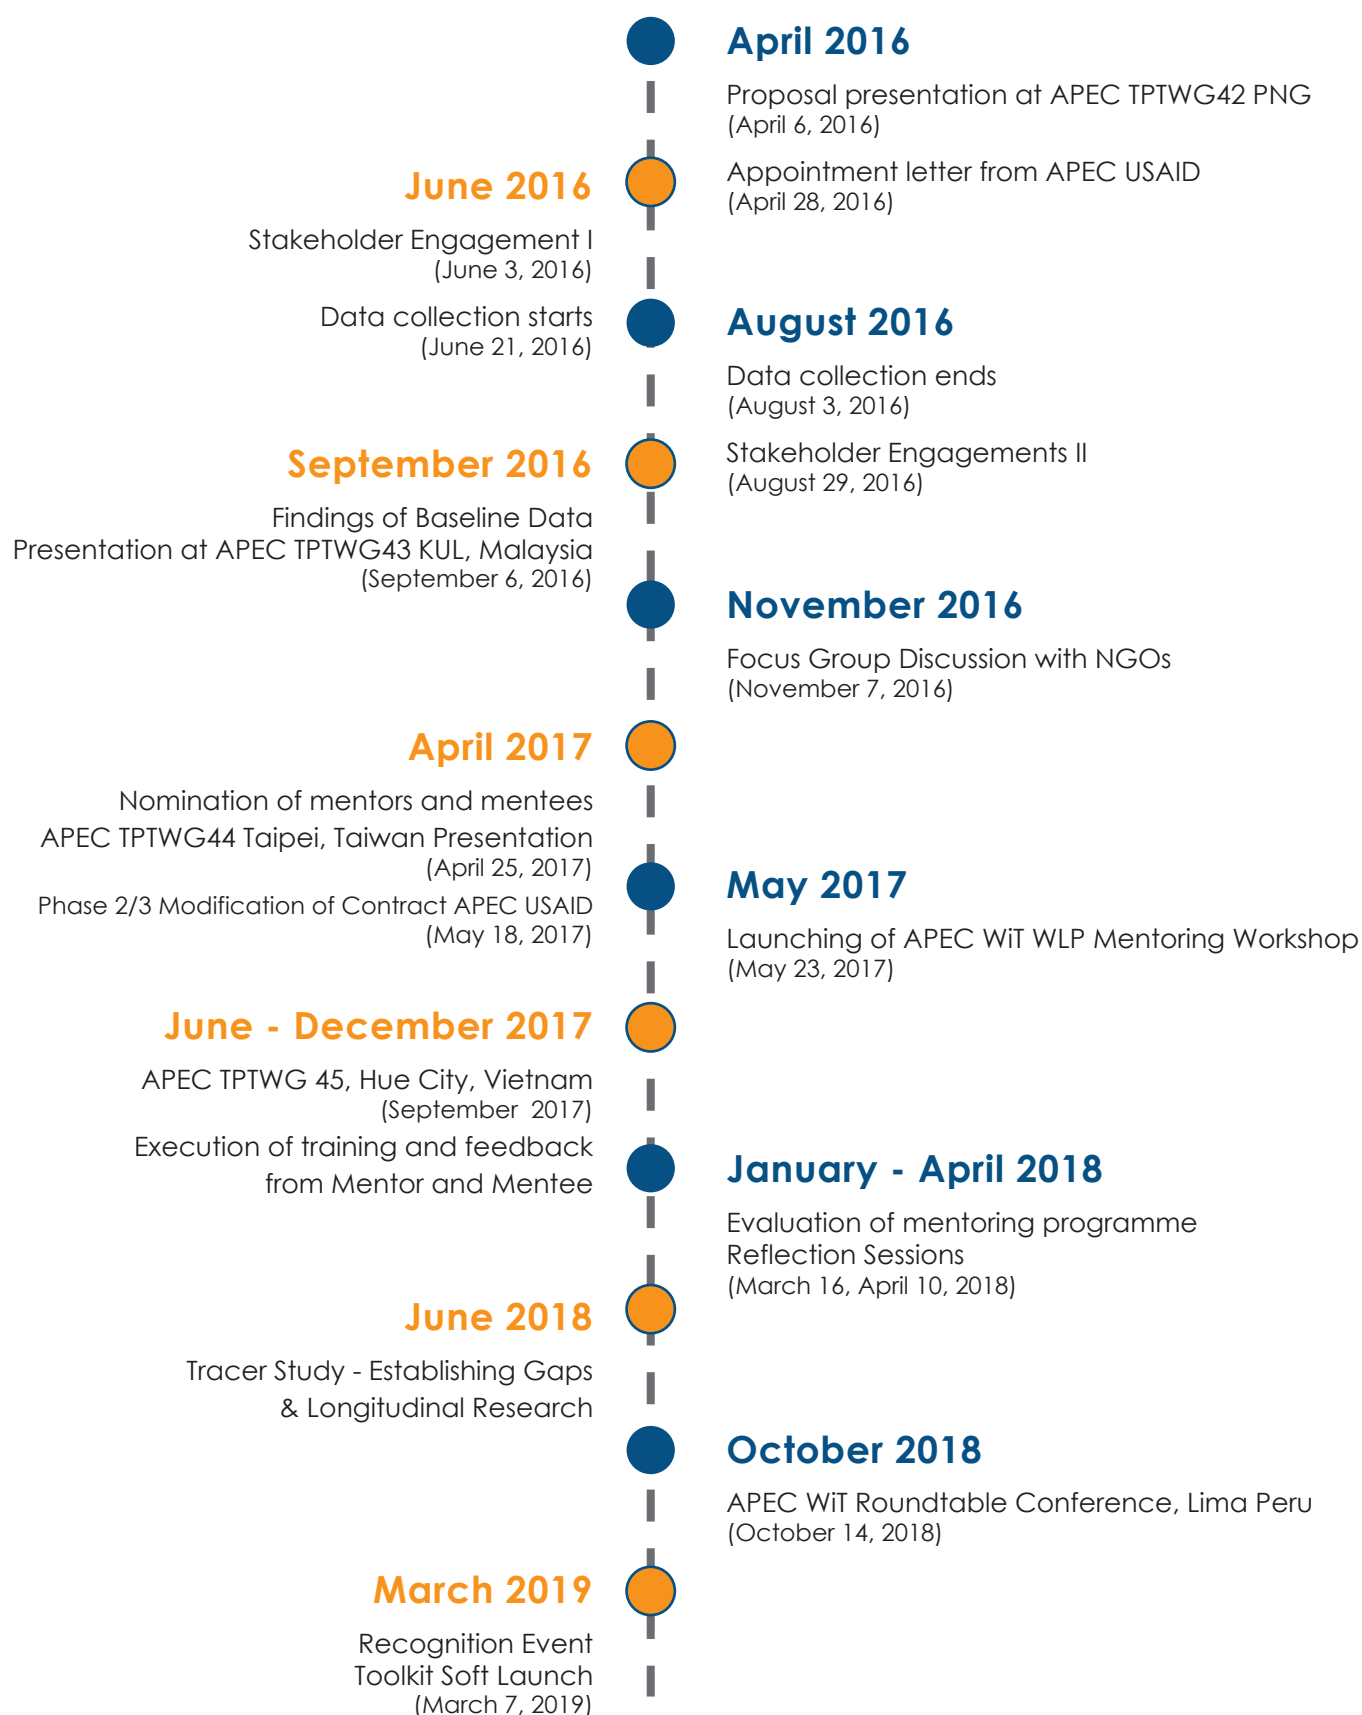 April 2016
Proposal presentation at APEC TPTWG42 PNG
(April 6, 2016)
Appointment letter from APEC USAID
(April 28, 2016)
June 2016
Stakeholder Engagement I
(June 3, 2016)
Data collection starts
(June 21, 2016)
August 2016
Data collection ends
(August 3, 2016)
Stakeholder Engagements II
(August 29, 2016)
September 2016
Findings of Baseline Data
Presentation at APEC TPTWG43 KUL, Malaysia
(September 6, 2016)
November 2016
Focus Group Discussion with NGOs
(November 7, 2016)
April 2017
Nomination of mentors and mentees
APEC TPTWG44 Taipei, Taiwan Presentation
(April 25, 2017)
Phase 2/3 Modification of Contract APEC USAID
(May 18, 2017)
May 2017
Launching of APEC WiT WLP Mentoring Workshop
(May 23, 2017)
June - December 2017
APEC TPTWG 45, Hue City, Vietnam
(September 2017)
Execution of training and feedback
from Mentor and Mentee
January - April 2018
Evaluation of mentoring programme
Reflection Sessions
(March 16, April 10, 2018)
June 2018
Tracer Study - Establishing Gaps
& Longitudinal Research
October 2018
APEC WiT Roundtable Conference, Lima Peru
(October 14, 2018)
March 2019
Recognition Event
Toolkit Soft Launch
(March 7, 2019)